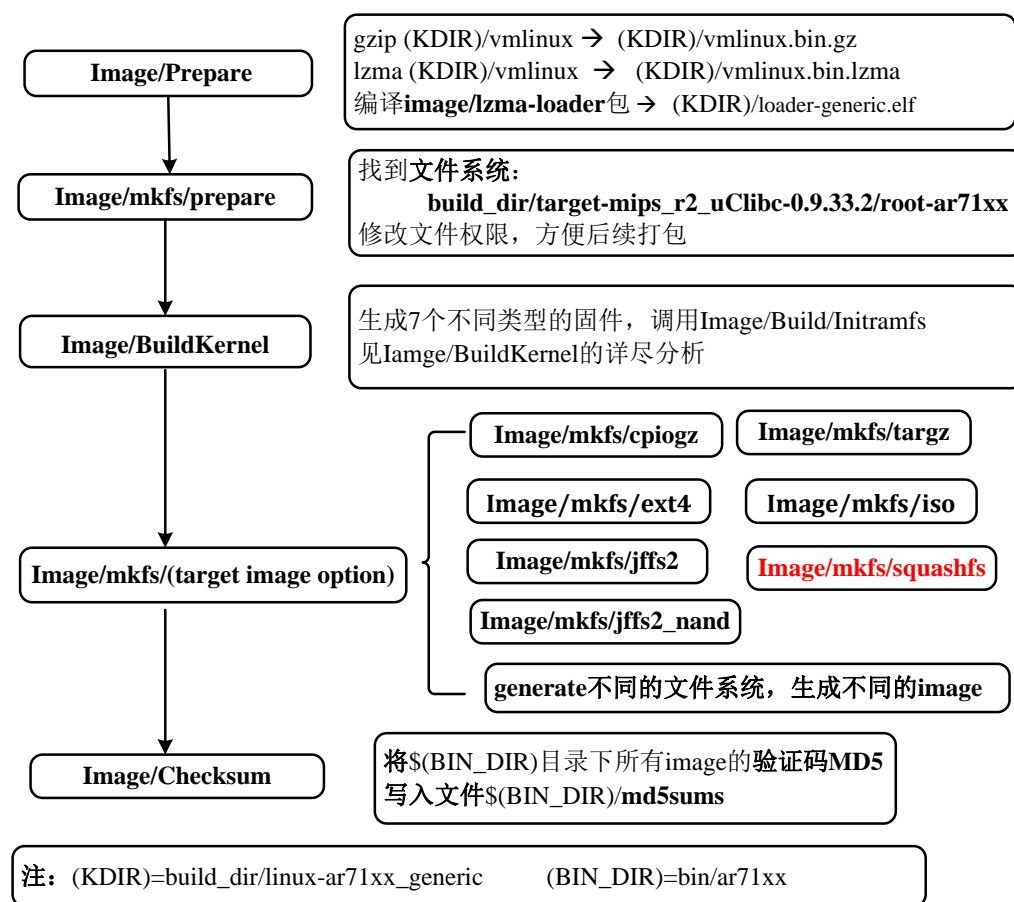 Image/Prepare
gzip (KDIR)/vmlinux → (KDIR)/vmlinux.bin.gz
lzma (KDIR)/vmlinux → (KDIR)/vmlinux.bin.lzma
编译image/lzma-loader包→ (KDIR)/loader-generic.elf
Image/mkfs/prepare
找到文件系统：
build_dir/target-mips_r2_uClibc-0.9.33.2/root-ar71xx
修改文件权限，方便后续打包
Image/BuildKernel
生成7个不同类型的固件，调用Image/Build/Initramfs
见Iamge/BuildKernel的详尽分析
Image/mkfs/(target image option)
Image/mkfs/cpiogz
Image/mkfs/targz
Image/mkfs/ext4
Image/mkfs/iso
Image/mkfs/jffs2
Image/mkfs/squashfs
Image/mkfs/jffs2_nand
generate不同的文件系统，生成不同的image
Image/Checksum
将$(BIN_DIR)目录下所有image的验证码MD5
写入文件$(BIN_DIR)/md5sums
注：(KDIR)=build_dir/linux-ar71xx_generic (BIN_DIR)=bin/ar71xx